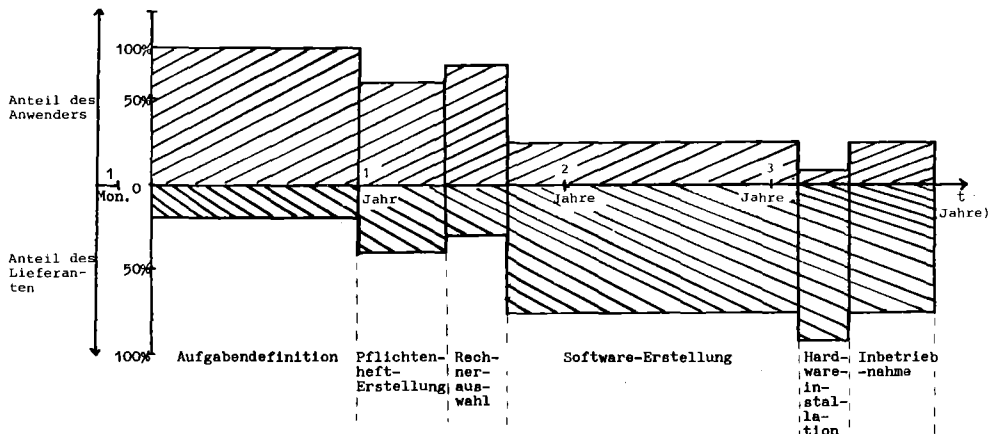 100%
Anteil des
Anwenders
50%
1
Mon.
0
1
Jahr
2
Jahre
3
Jahre
t
Jahre)
Anteil des
Lieferan-
ten
50%
100%
Aufgabendefinition
Pflichten-
heft-
Erstellung
Rech-
ner-
aus-
wahl
Software-Erstellung
Hard-
ware-
in-
stal-
la-
tion
Inbetrieb
-nahme